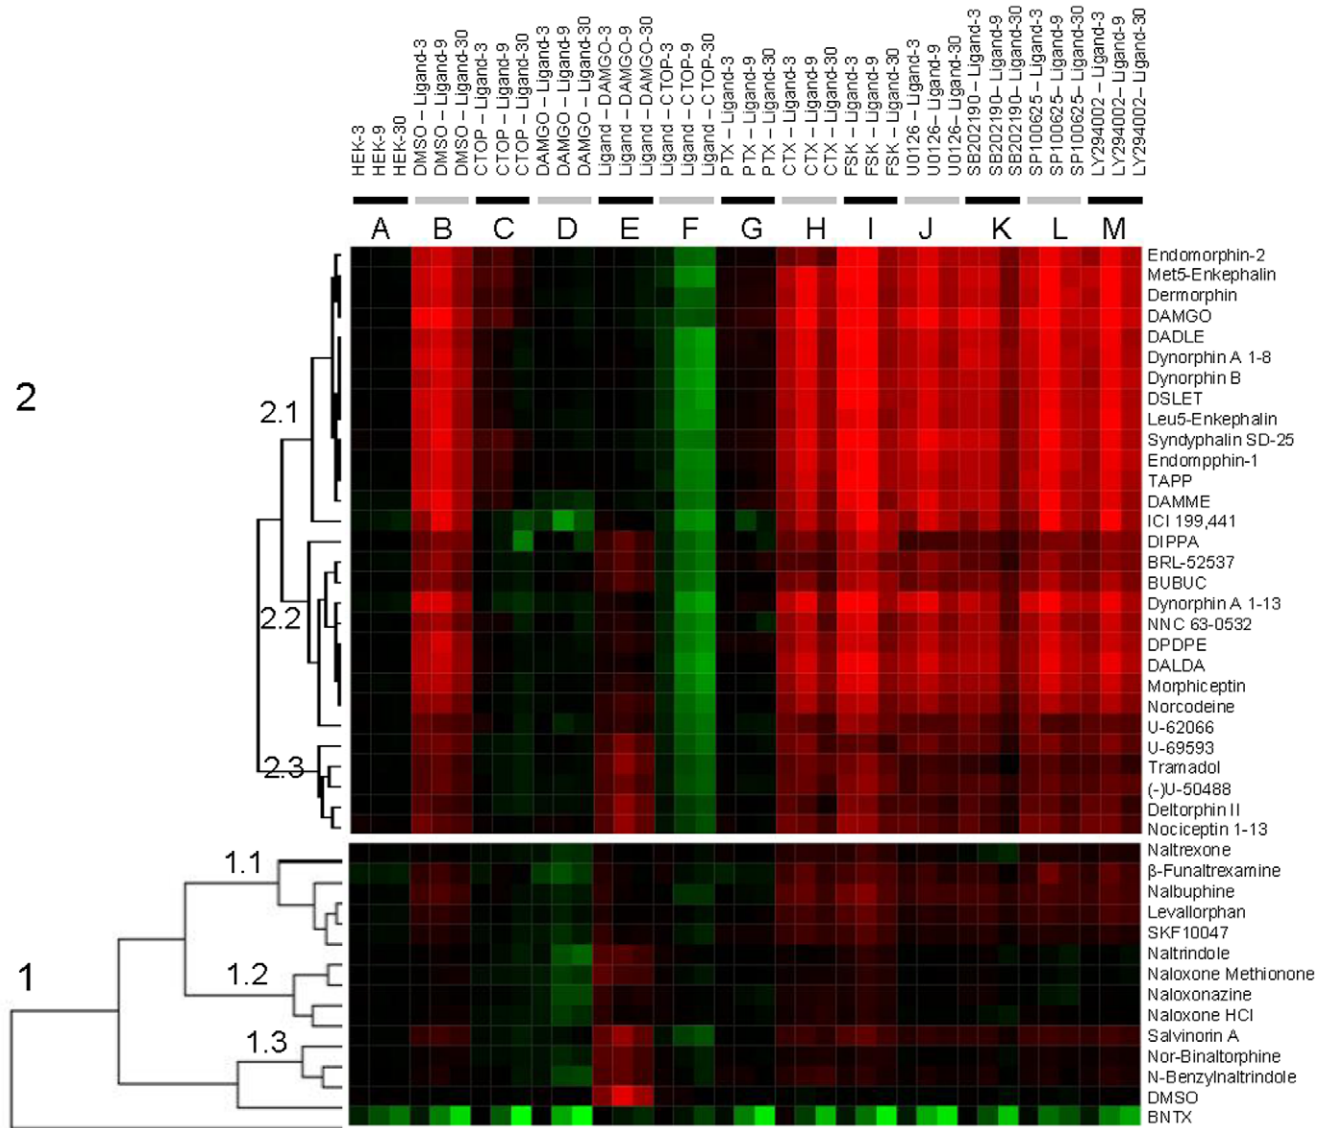 HEK-3
HEK-9
HEK-30
DMSO – Ligand-3
DMSO – Ligand-9
DMSO – Ligand-30
CTOP – Ligand-3
CTOP – Ligand-9
CTOP – Ligand-30
DAMGO – Ligand-3
DAMGO – Ligand-9
DAMGO – Ligand-30
Ligand – DAMGO-3
Ligand – DAMGO-9
Ligand – DAMGO-30
Ligand – CTOP-3
Ligand – CTOP-9
Ligand – CTOP-30
PTX – Ligand-3
PTX – Ligand-9
PTX – Ligand-30
CTX – Ligand-3
CTX – Ligand-9
CTX – Ligand-30
FSK – Ligand-3
FSK – Ligand-9
FSK – Ligand-30
U0126 – Ligand-3
U0126– Ligand-9
U0126– Ligand-30
SB202190– Ligand-3
SB202190– Ligand-9
SB202190– Ligand-30
SP100625 – Ligand-3
SP100625– Ligand-9
SP100625– Ligand-30
LY294002 – Ligand-3
LY294002– Ligand-9
LY294002– Ligand-30
A B C D E F G H I J K L M
2
2.1
2.2
2.3
Endomorphin-2
Met5-Enkephalin
Dermorphin
DAMGO
DADLE
Dynorphin A 1-8
Dynorphin B
DSLET
Leu5-Enkephalin
Syndyphalin SD-25
Endompphin-1
TAPP
DAMME
ICI 199,441
DIPPA
BRL-52537
BUBUC
Dynorphin A 1-13
NNC 63-0532
DPDPE
DALDA
Morphiceptin
Norcodeine
U-62066
U-69593
Tramadol
(-)U-50488
Deltorphin II
Nociceptin 1-13
1
1.1
1.2
1.3
Naltrexone
β-Funaltrexamine
Nalbuphine
Levallorphan
SKF10047
Naltrindole
Naloxone Methionone
Naloxonazine
Naloxone HCl
Salvinorin A
Nor-Binaltorphine
N-Benzylnaltrindole
DMSO
BNTX